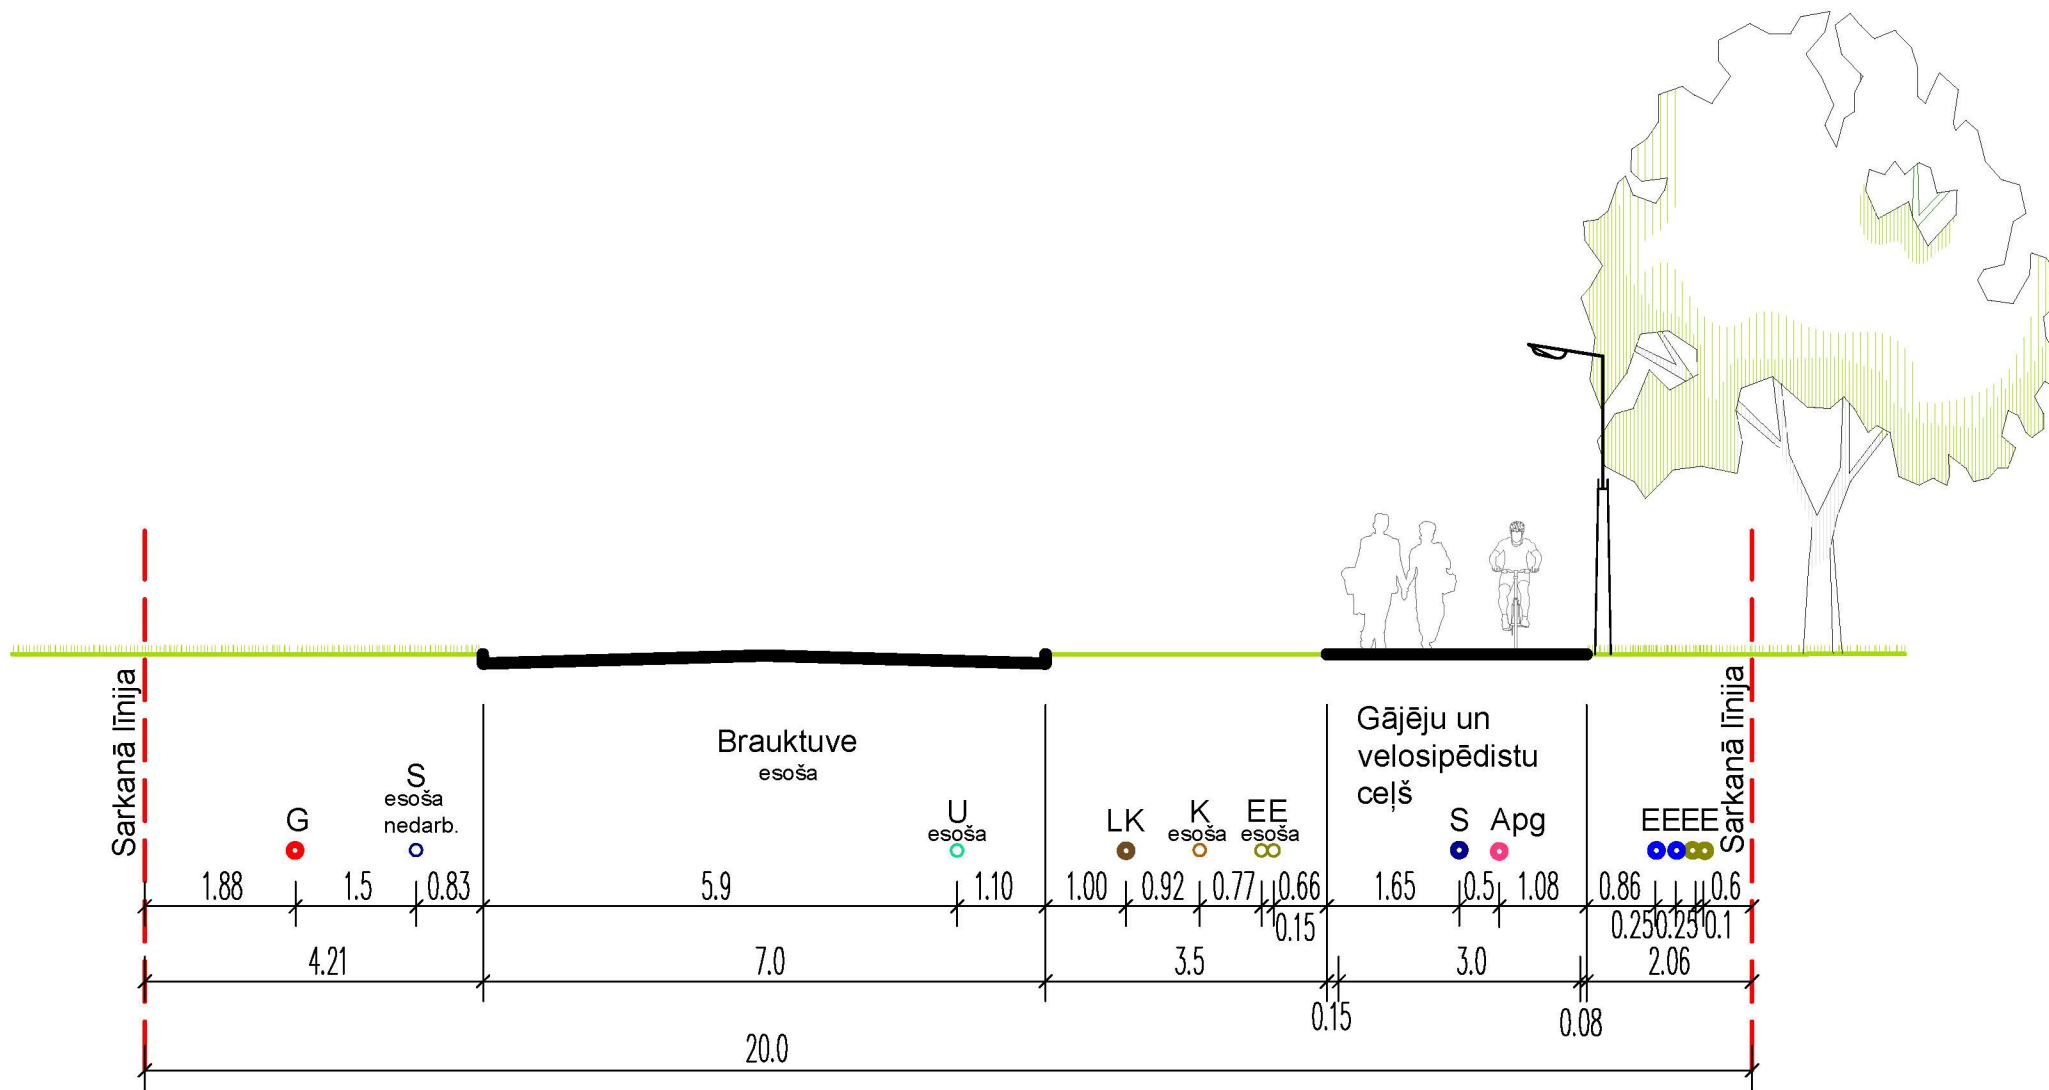 Sarkanā līnija
Sarkanā līnija
Brauktuve
esoša
Gājēju un
velosipēdistu
ceļš
G
S
esoša
nedarb.
U
esoša
LK
K
esoša
EE
esoša
S
Apg
EEEE
1.88
1.5
0.83
5.9
1.10
1.00
0.92
0.77
0.66
0.15
1.65
0.5
1.08
0.86
0.25
0.25
0.1
0.6
4.21
7.0
3.5
0.15
3.0
0.08
2.06
20.0